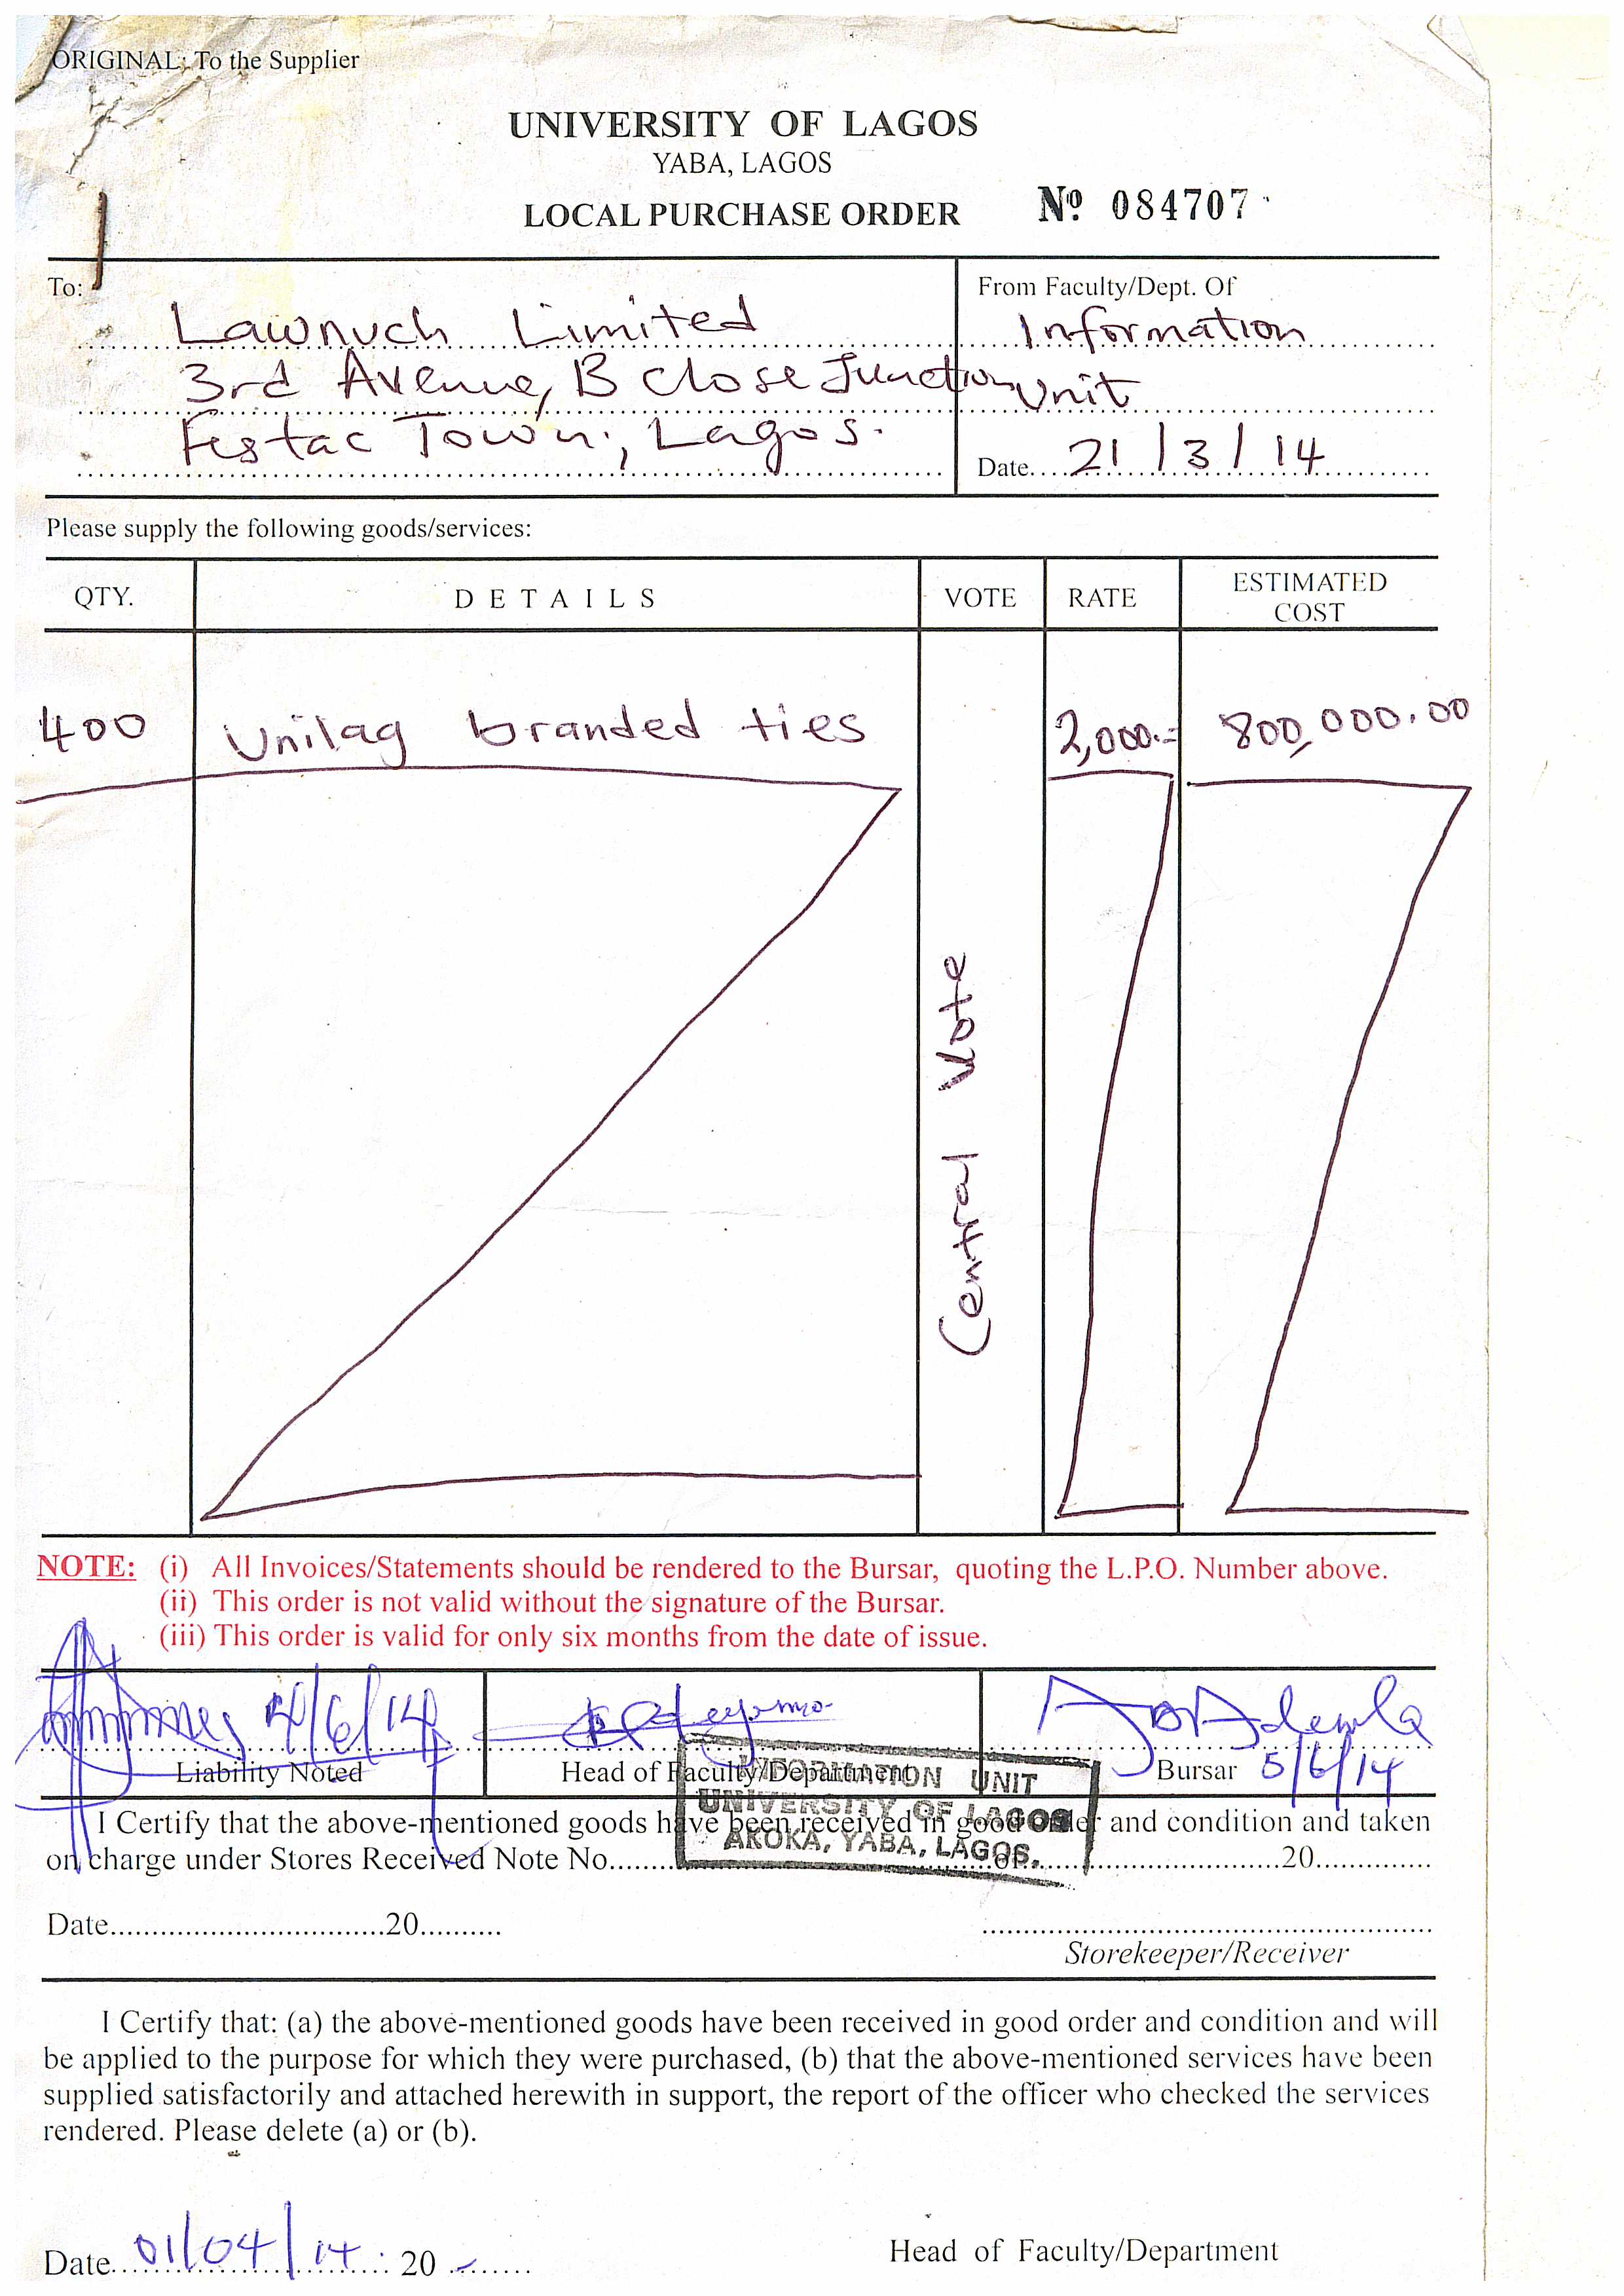 ORIGINAL: To the Supplier
UNIVERSITY OF LAGOS
YABA, LAGOS
LOCAL PURCHASE ORDER Nº 084707
To:
Lawnuch Limited
3rd Avenue, B close Junction
Festac Town, Lagos.
From Faculty/Dept. Of
Information
Unit
Date 21/3/14
Please supply the following goods/services:
QTY. DETAILS VOTE RATE ESTIMATED COST
400 Unilag branded ties 2,000.= 800,000.00
Central Vote
NOTE: (i) All Invoices/Statements should be rendered to the Bursar, quoting the L.P.O. Number above.
(ii) This order is not valid without the signature of the Bursar.
(iii) This order is valid for only six months from the date of issue.
4/6/14
Liability Noted
Head of Faculty/Department
Bursar 5/6/14
INFORMATION UNIT
UNIVERSITY OF LAGOS
AKOKA, YABA, LAGOS.
I Certify that the above-mentioned goods have been received in good order and condition and taken
on charge under Stores Received Note No. of 20
Date 20
Storekeeper/Receiver
I Certify that: (a) the above-mentioned goods have been received in good order and condition and will
be applied to the purpose for which they were purchased, (b) that the above-mentioned services have been
supplied satisfactorily and attached herewith in support, the report of the officer who checked the services
rendered. Please delete (a) or (b).
Date 01/04/14 20
Head of Faculty/Department